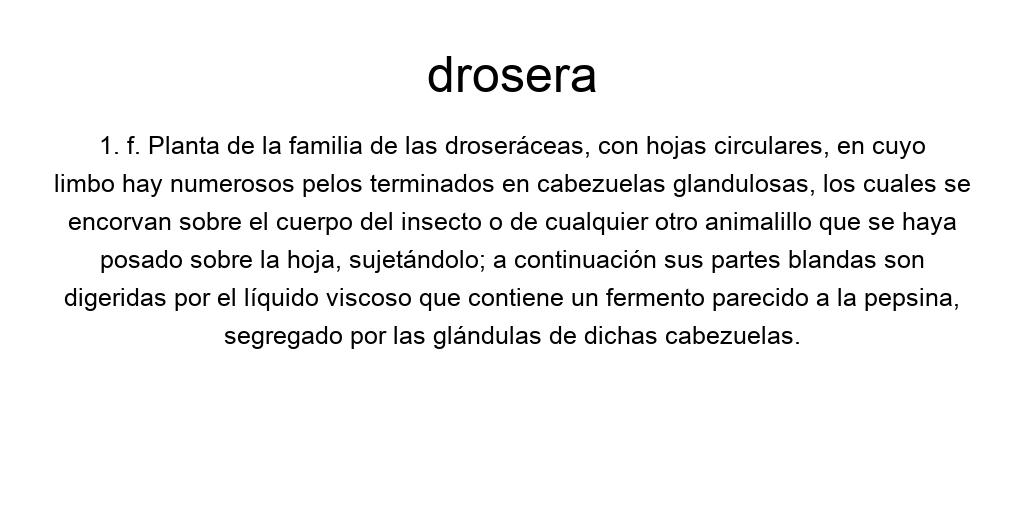 drosera
1. f. Planta de la familia de las droseráceas, con hojas circulares, en cuyo
limbo hay numerosos pelos terminados en cabezuelas glandulosas, los cuales se
encorvan sobre el cuerpo del insecto o de cualquier otro animalillo que se haya
posado sobre la hoja, sujetándolo; a continuación sus partes blandas son
digeridas por el líquido viscoso que contiene un fermento parecido a la pepsina,
segregado por las glándulas de dichas cabezuelas.